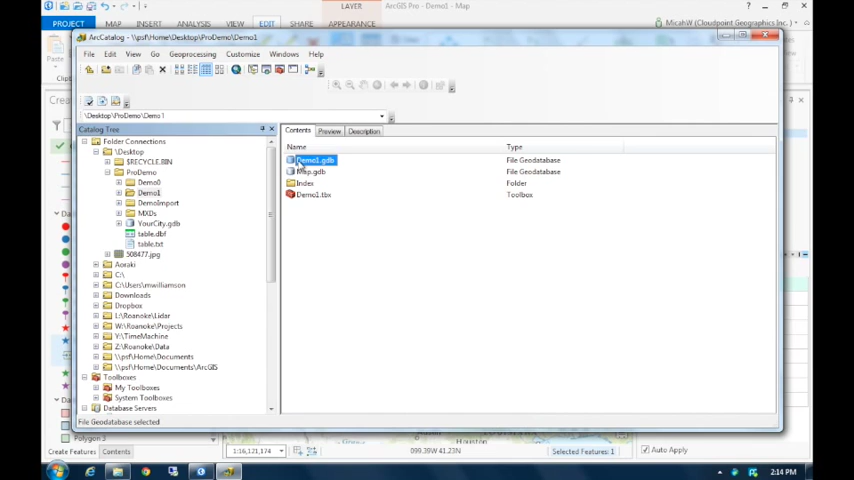 LAYER
ArcGIS Pro - Demo1 - Map
PROJECT MAP INSERT ANALYSIS VIEW EDIT SHARE APPEARANCE
MicahW (Cloudpoint Geographics Inc.)
ArcCatalog - \\psf\Home\Desktop\ProDemo\Demo1
Paste
File Edit View Go Geoprocessing Customize Windows Help
\Desktop\ProDemo\Demo1
Catalog Tree
Contents Preview Description
Name Type
Folder Connections
\Desktop
$RECYCLE.BIN
ProDemo
Demo0
Demo1
DemoImport
MXDs
YourCity.gdb
table.dbf
table.txt
508477.jpg
Aoraki
C:\
C:\Users\mwilliamson
Downloads
Dropbox
L:\Roanoke\Lidar
W:\Roanoke\Projects
Y:\TimeMachine
Z:\Roanoke\Data
\\psf\Home\Documents
\\psf\Home\Documents\ArcGIS
Toolboxes
My Toolboxes
System Toolboxes
Database Servers
Demo1.gdb File Geodatabase
Map.gdb File Geodatabase
Index Folder
Demo1.tbx Toolbox
File Geodatabase selected
Polygon 3
Houston
Create Features Contents
1:16,121,174
099.39W 41.23N
Selected Features: 1
Auto Apply
2:14 PM